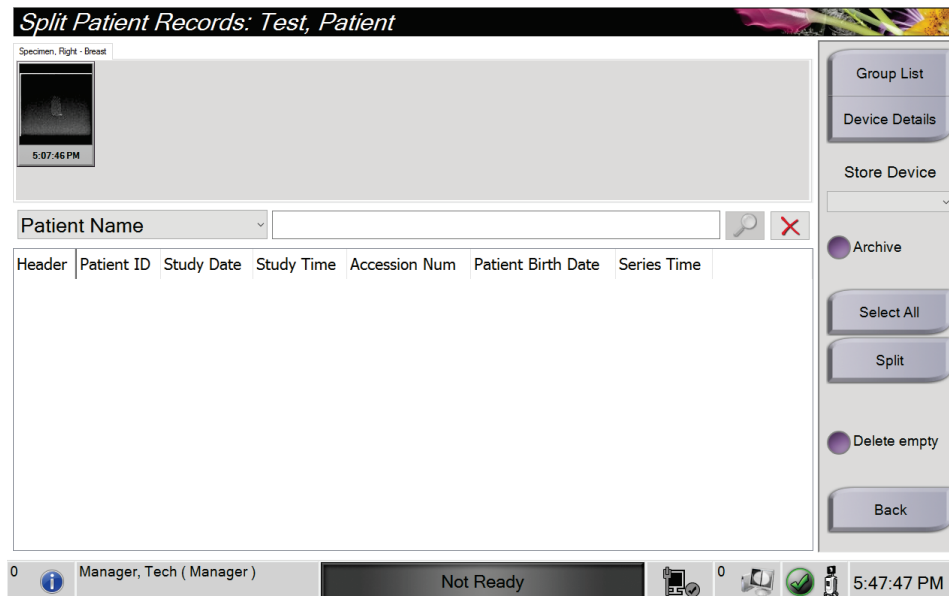 Split Patient Records: Test, Patient
Specimen, Right - Breast
5:07:46 PM
Group List
Device Details
Store Device
Patient Name
Archive
Header Patient ID Study Date Study Time Accession Num Patient Birth Date Series Time
Select All
Split
Delete empty
Back
0
Manager, Tech ( Manager )
Not Ready
0
5:47:47 PM